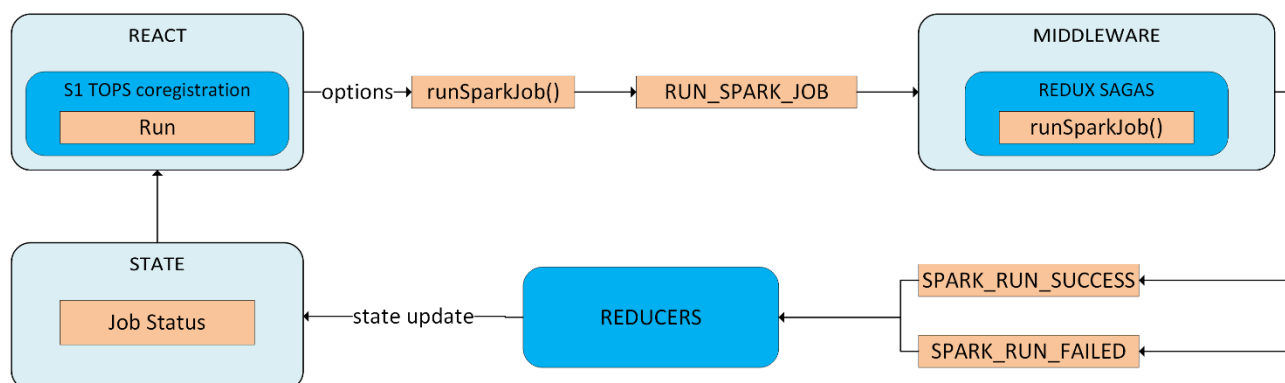 REACT
S1 TOPS coregistration
Run
options
runSparkJob()
RUN_SPARK_JOB
MIDDLEWARE
REDUX SAGAS
runSparkJob()
STATE
Job Status
state update
REDUCERS
SPARK_RUN_SUCCESS
SPARK_RUN_FAILED